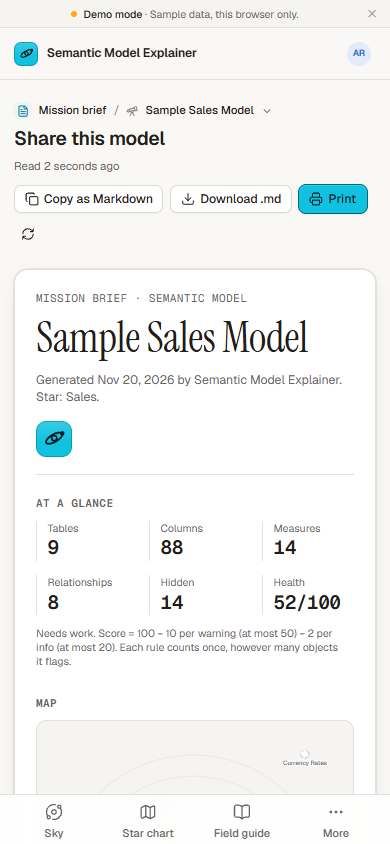 Demo mode · Sample data, this browser only.
Semantic Model Explainer
AR
Mission brief / Sample Sales Model
Share this model
Read 2 seconds ago
Copy as Markdown
Download .md
Print
MISSION BRIEF · SEMANTIC MODEL
Sample Sales Model
Generated Nov 20, 2026 by Semantic Model Explainer.
Star: Sales.
AT A GLANCE
Tables Columns Measures
9 88 14
Relationships Hidden Health
8 14 52/100
Needs work. Score = 100 – 10 per warning (at most 50) – 2 per
info (at most 20). Each rule counts once, however many objects
it flags.
MAP
Currency Rates
Sky Star chart Field guide More